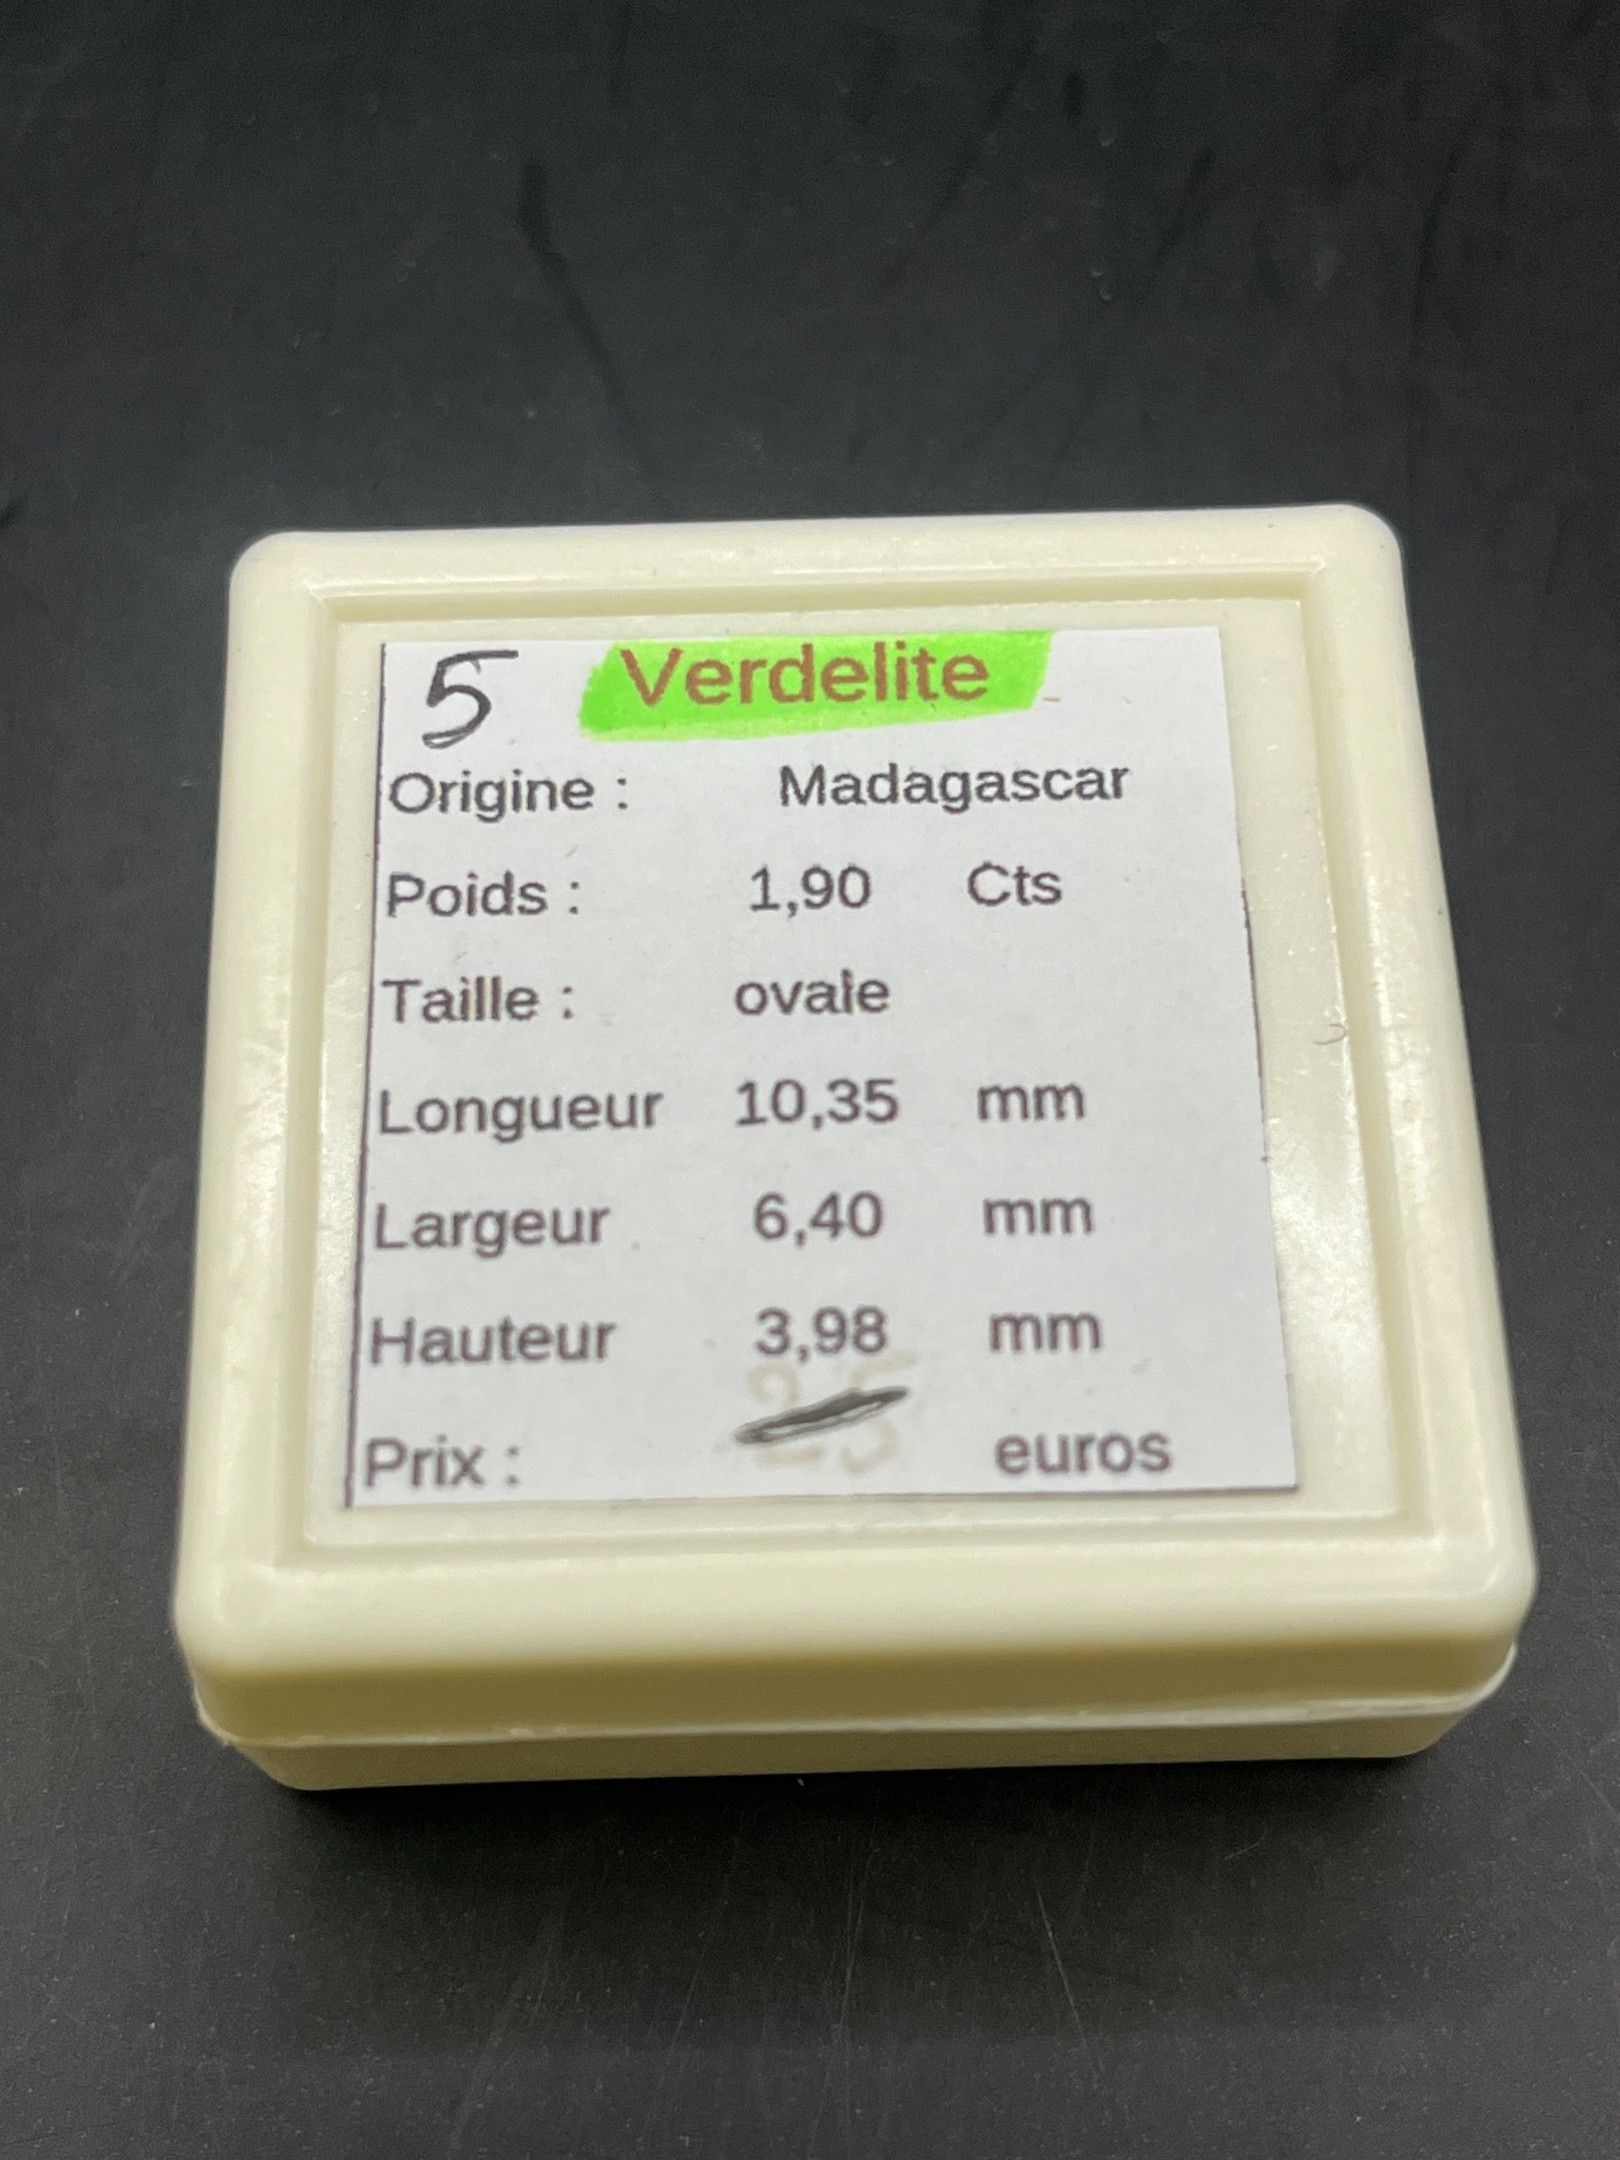 5 Verdelite
Origine : Madagascar
Poids : 1,90 Cts
Taille : ovale
Longueur 10,35 mm
Largeur 6,40 mm
Hauteur 3,98 mm
Prix : 25 euros